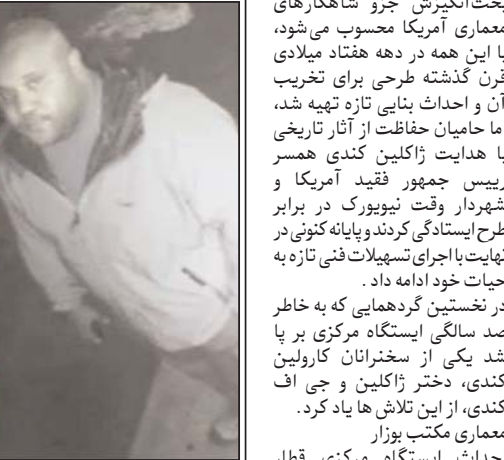 بهت‌انگیزش جزو شاهکارهای
معماری آمریکا محسوب می‌شود،
با این همه در دهه هفتاد میلادی
قرن گذشته طرحی برای تخریب
آن و احداث بنایی تازه تهیه شد،
اما حامیان حفاظت از آثار تاریخی
با هدایت ژاکلین کندی همسر
رییس جمهور فقید آمریکا و
شهردار وقت نیویورک در برابر
طرح ایستادگی کردند و پایانه کنونی در
نهایت با اجرای تسهیلات فنی تازه به
حیات خود ادامه داد .
در نخستین گردهمایی که به خاطر
صد سالگی ایستگاه مرکزی بر پا
شد یکی از سخنرانان کارولین
کندی، دختر ژاکلین و جی اف
کندی، از این تلاش ها یاد کرد.
معماری مکتب بوزار
احداث ایستگاه مرکزی قطار